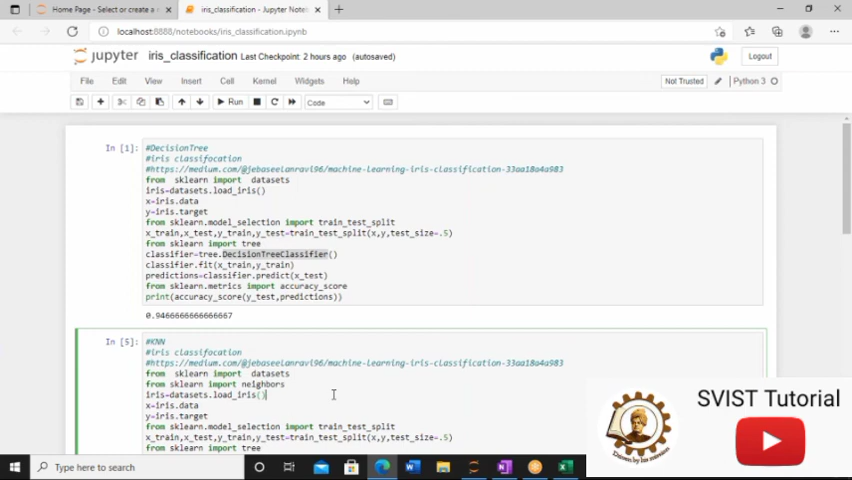 Home Page - Select or create a n
iris_classification - Jupyter Note
localhost:8888/notebooks/iris_classification.ipynb
jupyter iris_classification Last Checkpoint: 2 hours ago (autosaved)
Logout
File Edit View Insert Cell Kernel Widgets Help
Not Trusted
Python 3
Run
Code
In [1]:
#DecisionTree
#iris classifocation
#https://medium.com/@jebaseelanravi96/machine-learning-iris-classification-33aa18a4a983
from sklearn import datasets
iris=datasets.load_iris()
x=iris.data
y=iris.target
from sklearn.model_selection import train_test_split
x_train,x_test,y_train,y_test=train_test_split(x,y,test_size=.5)
from sklearn import tree
classifier=tree.DecisionTreeClassifier()
classifier.fit(x_train,y_train)
predictions=classifier.predict(x_test)
from sklearn.metrics import accuracy_score
print(accuracy_score(y_test,predictions))
0.9466666666666667
In [5]:
#KNN
#iris classifocation
#https://medium.com/@jebaseelanravi96/machine-learning-iris-classification-33aa18a4a983
from sklearn import datasets
from sklearn import neighbors
iris=datasets.load_iris()
x=iris.data
y=iris.target
from sklearn.model_selection import train_test_split
x_train,x_test,y_train,y_test=train_test_split(x,y,test_size=.5)
from sklearn import tree
SVIST Tutorial
Driven by his mission
Type here to search